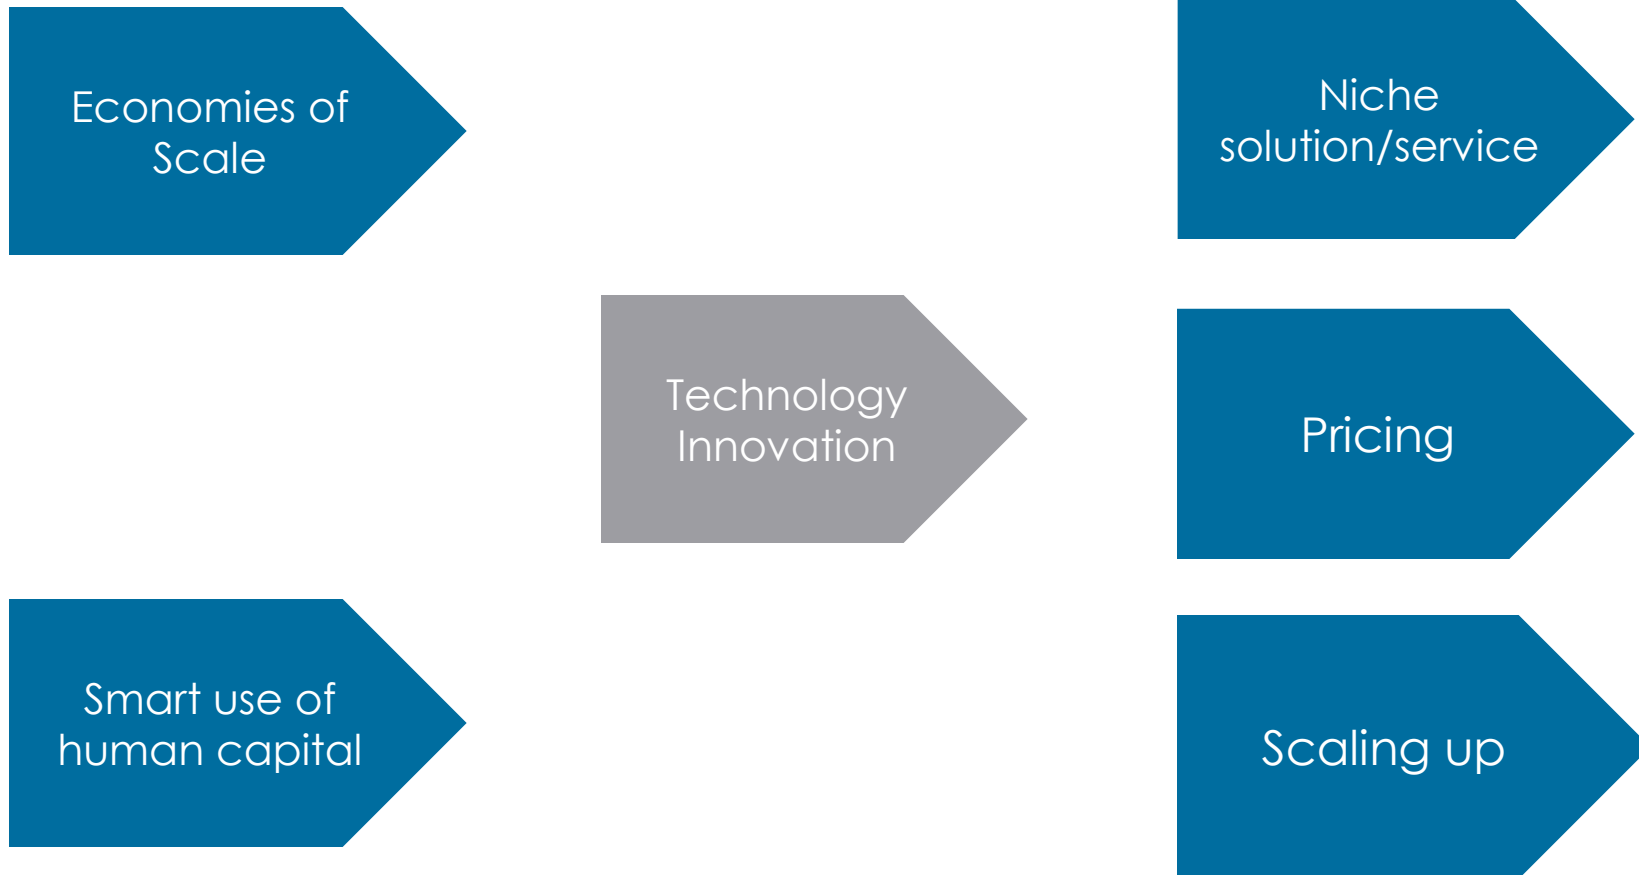 Economies of
Scale
Smart use of
human capital
Technology
Innovation
Niche
solution/service
Pricing
Scaling up